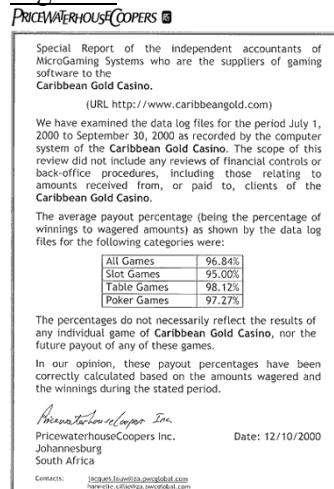 PRICEWATERHOUSECOOPERS
Special Report of the independent accountants of
MicroGaming Systems who are the suppliers of gaming
software to the
Caribbean Gold Casino.
(URL http://www.caribbeangold.com)
We have examined the data log files for the period July 1,
2000 to September 30, 2000 as recorded by the computer
system of the Caribbean Gold Casino. The scope of this
review did not include any reviews of financial controls or
back-office procedures, including those relating to
amounts received from, or paid to, clients of the
Caribbean Gold Casino.
The average payout percentage (being the percentage of
winnings to wagered amounts) as shown by the data log
files for the following categories were:
All Games 96.84%
Slot Games 95.00%
Table Games 98.12%
Poker Games 97.27%
The percentages do not necessarily reflect the results of
any individual game of Caribbean Gold Casino, nor the
future payout of any of these games.
In our opinion, these payout percentages have been
correctly calculated based on the amounts wagered and
the winnings during the stated period.
PricewaterhouseCoopers Inc.
PricewaterhouseCoopers Inc. Date: 12/10/2000
Johannesburg
South Africa
Contacts: jacques.louw@za.pwcglobal.com